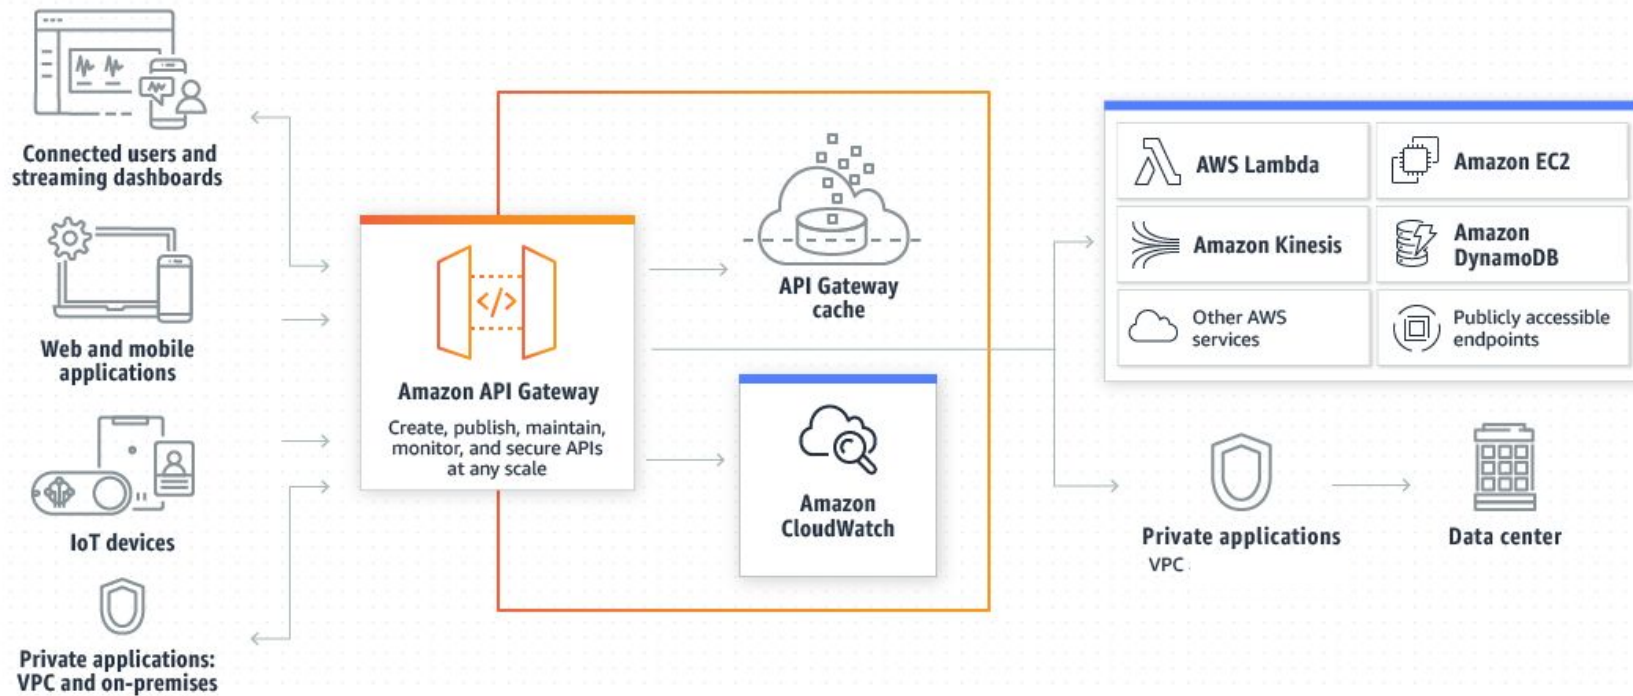 Connected users and
streaming dashboards
Web and mobile
applications
IoT devices
Private applications:
VPC and on-premises
</>
Amazon API Gateway
Create, publish, maintain,
monitor, and secure APIs
at any scale
API Gateway
cache
Amazon
CloudWatch
AWS Lambda
Amazon EC2
Amazon Kinesis
Amazon
DynamoDB
Other AWS
services
Publicly accessible
endpoints
Private applications
VPC
Data center